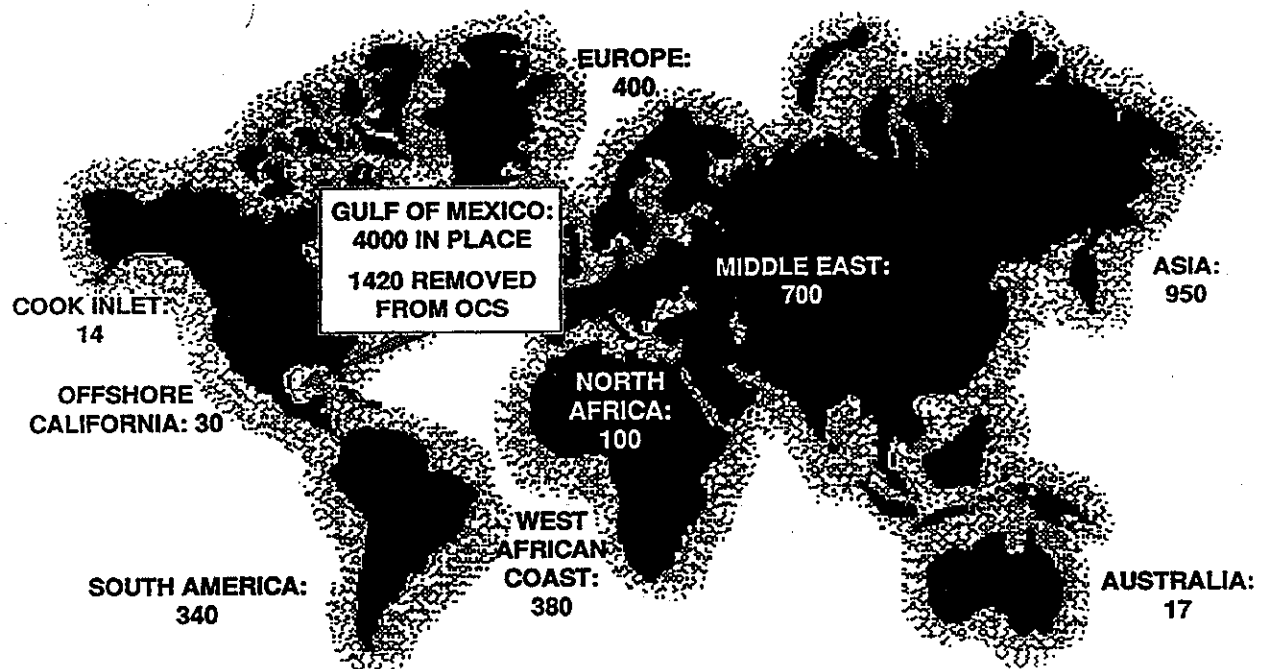 EUROPE:
400
GULF OF MEXICO:
4000 IN PLACE
1420 REMOVED
FROM OCS
MIDDLE EAST:
700
ASIA:
950
COOK INLET:
14
OFFSHORE
CALIFORNIA: 30
NORTH
AFRICA:
100
WEST
AFRICAN
COAST:
380
SOUTH AMERICA:
340
AUSTRALIA:
17